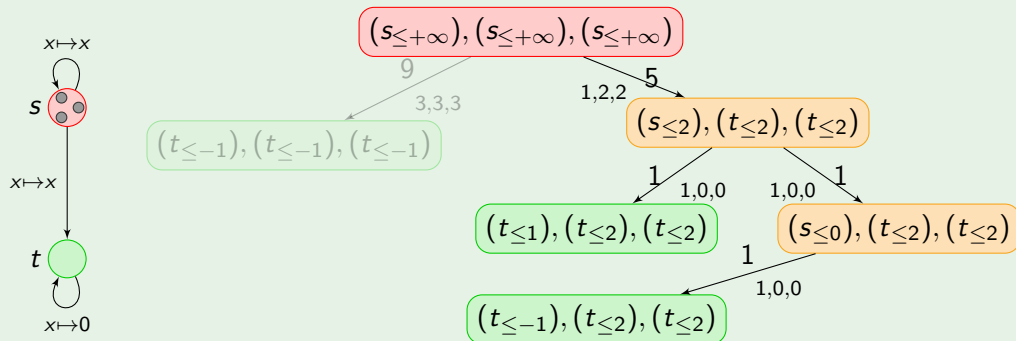 (s≤+∞), (s≤+∞), (s≤+∞)
x↦x
9
5
s
3,3,3
1,2,2
(s≤2), (t≤2), (t≤2)
(t≤−1), (t≤−1), (t≤−1)
x↦x
1
1
1,0,0
1,0,0
(t≤1), (t≤2), (t≤2)
(s≤0), (t≤2), (t≤2)
t
1
1,0,0
x↦0
(t≤−1), (t≤2), (t≤2)